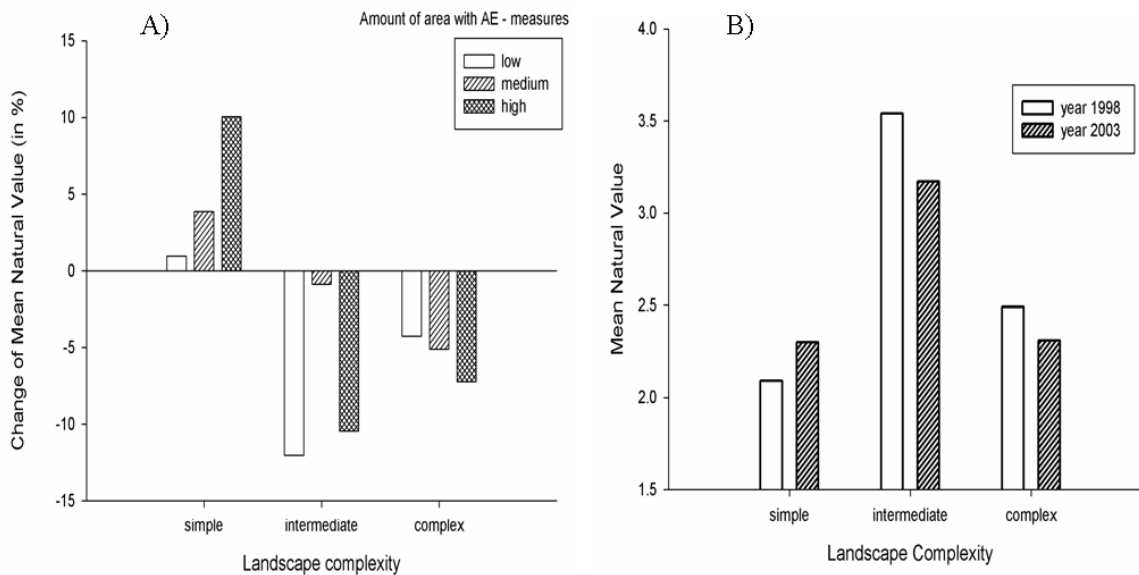 A)
Amount of area with AE - measures
low
medium
high
Change of Mean Natural Value (in %)
15
10
5
0
-5
-10
-15
simple
intermediate
complex
Landscape complexity
B)
year 1998
year 2003
Mean Natural Value
4.0
3.5
3.0
2.5
2.0
1.5
simple
intermediate
complex
Landscape Complexity